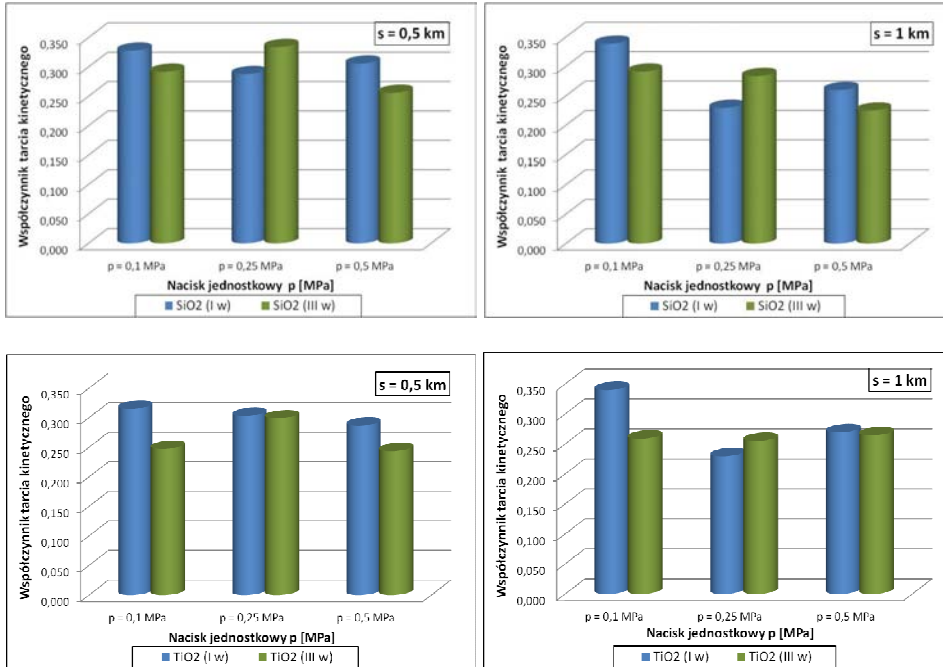 s = 0,5 km
Współczynnik tarcia kinetycznego
0,350
0,300
0,250
0,200
0,150
0,100
0,050
0,000
p = 0,1 MPa p = 0,25 MPa p = 0,5 MPa
Nacisk jednostkowy p [MPa]
SiO2 (I w) SiO2 (III w)
s = 1 km
Współczynnik tarcia kinetycznego
0,350
0,300
0,250
0,200
0,150
0,100
0,050
0,000
p = 0,1 MPa p = 0,25 MPa p = 0,5 MPa
Nacisk jednostkowy p [MPa]
SiO2 (I w) SiO2 (III w)
s = 0,5 km
Współczynnik tarcia kinetycznego
0,350
0,300
0,250
0,200
0,150
0,100
0,050
0,000
p = 0,1 MPa p = 0,25 MPa p = 0,5 MPa
Nacisk jednostkowy p [MPa]
TiO2 (I w) TiO2 (III w)
s = 1 km
Współczynnik tarcia kinetycznego
0,350
0,300
0,250
0,200
0,150
0,100
0,050
0,000
p = 0,1 MPa p = 0,25 MPa p = 0,5 MPa
Nacisk jednostkowy p [MPa]
TiO2 (I w) TiO2 (III w)